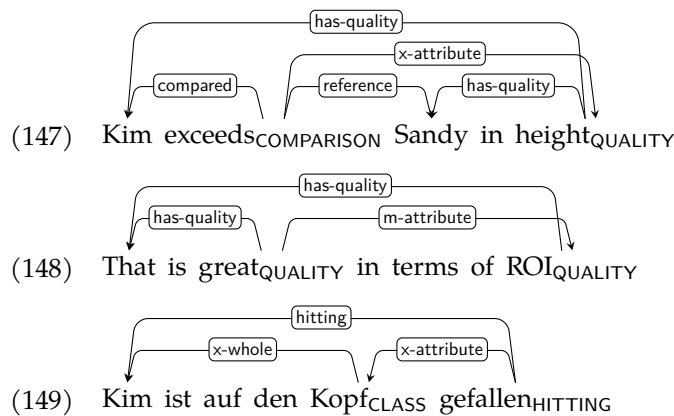 has-quality
x-attribute
compared reference has-quality
(147) Kim exceedsCOMPARISON Sandy in heightQUALITY
has-quality
has-quality m-attribute
(148) That is greatQUALITY in terms of ROIQUALITY
hitting
x-whole x-attribute
(149) Kim ist auf den KopfCLASS gefallenHITTING